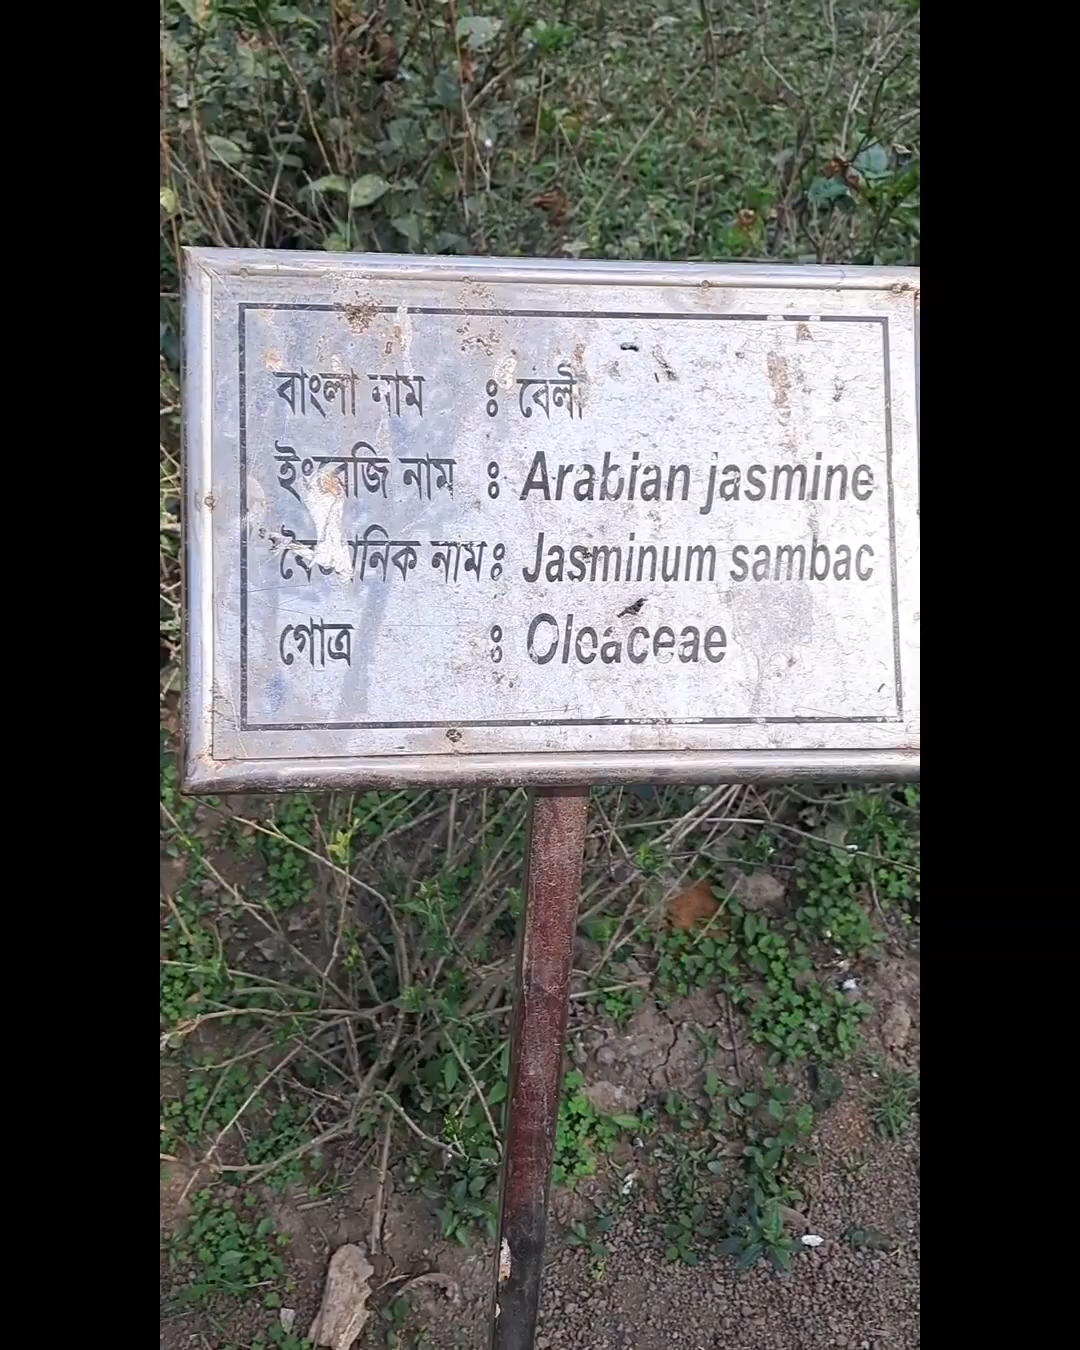 বাংলা নাম : বেলী
ইংরেজি নাম : Arabian jasmine
বৈজ্ঞানিক নাম : Jasminum sambac
গোত্র : Oleaceae